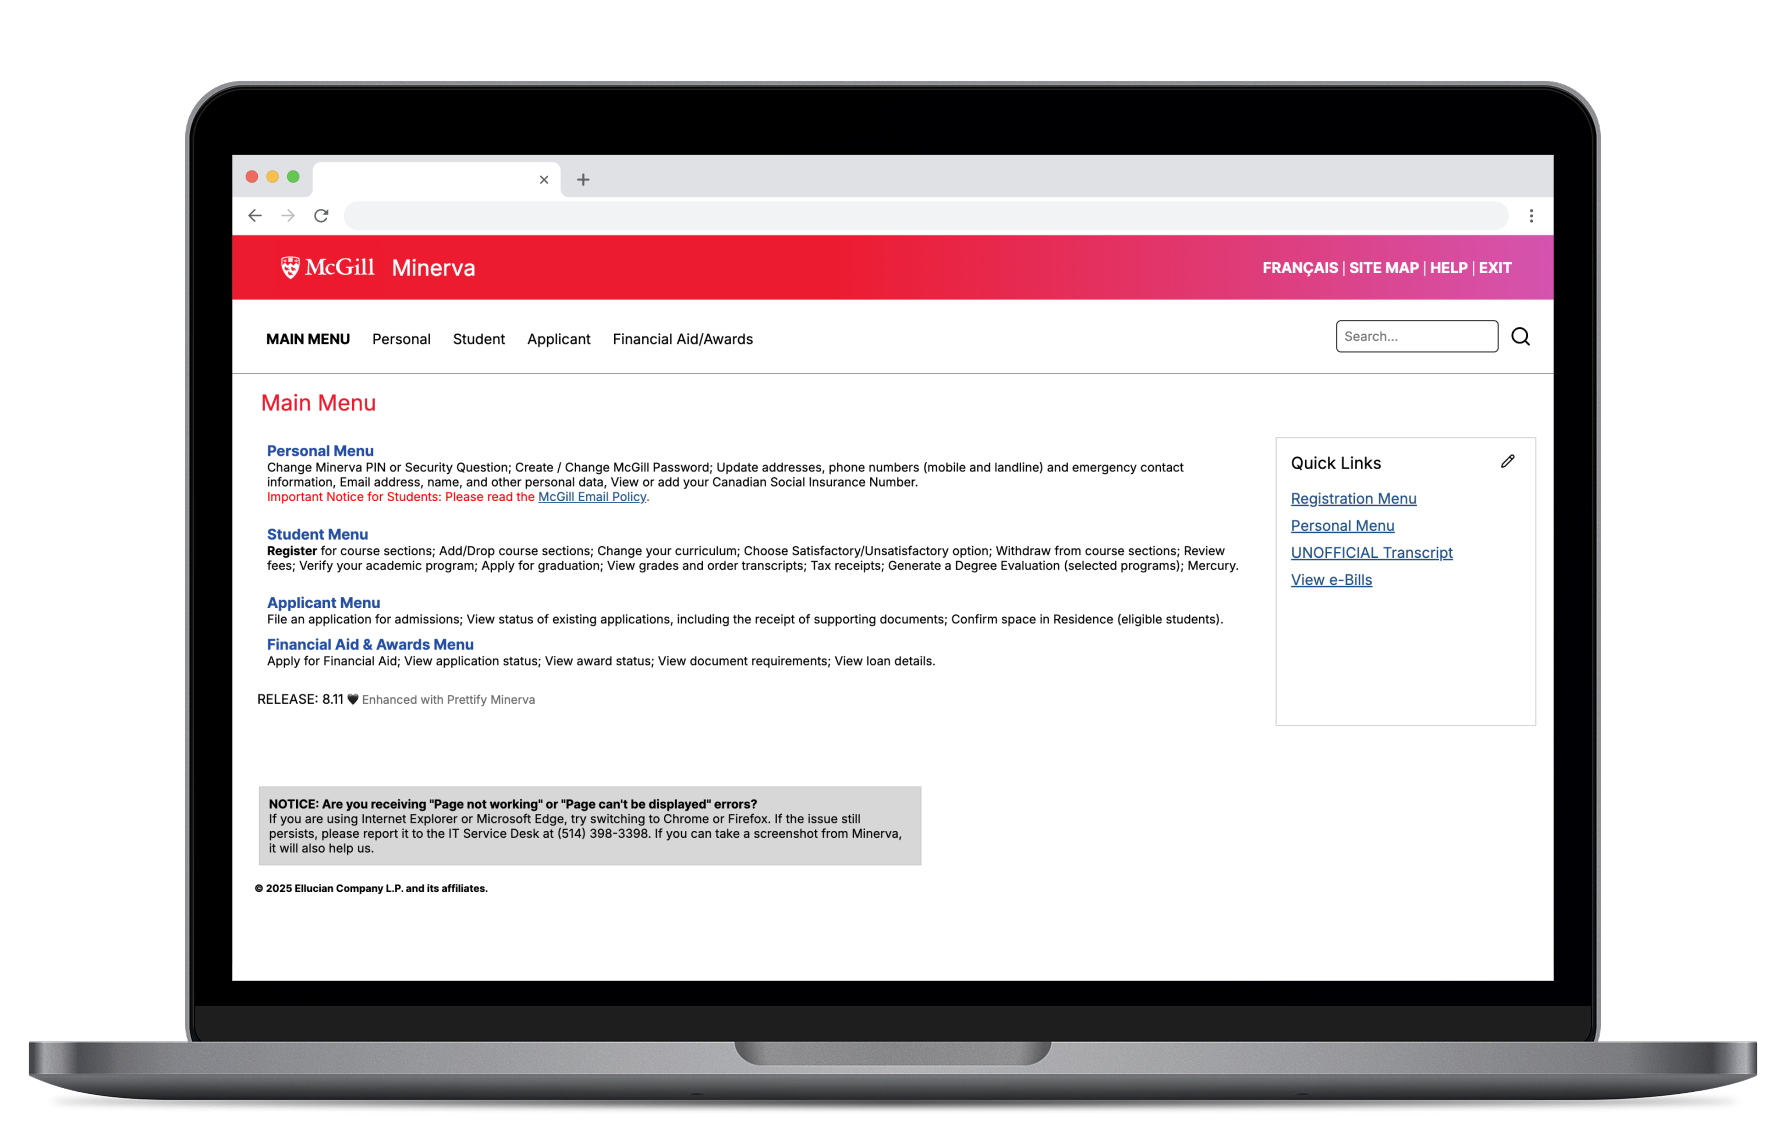 McGill Minerva
FRANÇAIS | SITE MAP | HELP | EXIT
MAIN MENU Personal Student Applicant Financial Aid/Awards
Search...
Main Menu
Personal Menu
Change Minerva PIN or Security Question; Create / Change McGill Password; Update addresses, phone numbers (mobile and landline) and emergency contact
information, Email address, name, and other personal data, View or add your Canadian Social Insurance Number.
Important Notice for Students: Please read the McGill Email Policy.
Student Menu
Register for course sections; Add/Drop course sections; Change your curriculum; Choose Satisfactory/Unsatisfactory option; Withdraw from course sections; Review
fees; Verify your academic program; Apply for graduation; View grades and order transcripts; Tax receipts; Generate a Degree Evaluation (selected programs); Mercury.
Applicant Menu
File an application for admissions; View status of existing applications, including the receipt of supporting documents; Confirm space in Residence (eligible students).
Financial Aid & Awards Menu
Apply for Financial Aid; View application status; View award status; View document requirements; View loan details.
RELEASE: 8.11 🖤 Enhanced with Prettify Minerva
Quick Links
Registration Menu
Personal Menu
UNOFFICIAL Transcript
View e-Bills
NOTICE: Are you receiving "Page not working" or "Page can't be displayed" errors?
If you are using Internet Explorer or Microsoft Edge, try switching to Chrome or Firefox. If the issue still
persists, please report it to the IT Service Desk at (514) 398-3398. If you can take a screenshot from Minerva,
it will also help us.
© 2025 Ellucian Company L.P. and its affiliates.